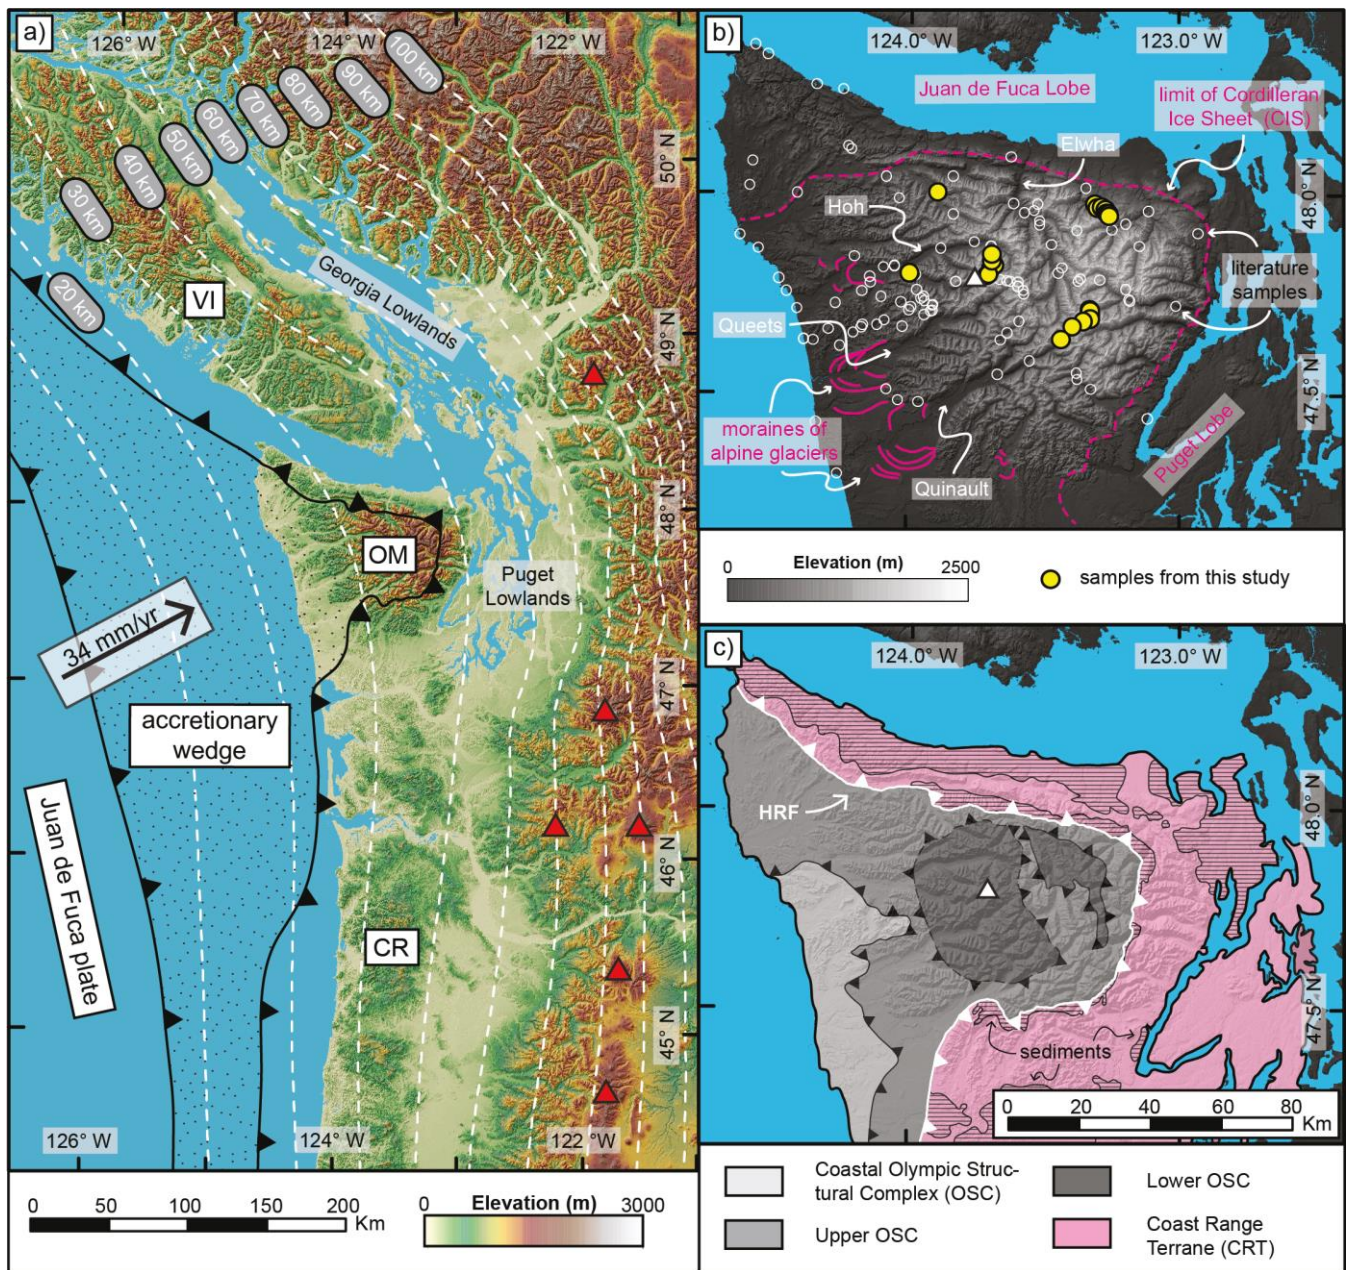 a)
126° W
124° W
122° W
20 km
30 km
40 km
50 km
60 km
70 km
80 km
90 km
100 km
50° N
49° N
48° N
47° N
46° N
45° N
VI
Georgia Lowlands
OM
Puget
Lowlands
34 mm/yr
accretionary
wedge
Juan de Fuca plate
CR
126° W
124° W
122° W
0
50
100
150
200
Km
0
Elevation (m)
3000
b)
124.0° W
123.0° W
Juan de Fuca Lobe
limit of Cordilleran
Ice Sheet (CIS)
Elwha
48.0° N
Hoh
literature
samples
Queets
47.5° N
moraines of
alpine glaciers
Quinault
Puget Lobe
Elevation (m)
0
2500
samples from this study
c)
124.0° W
123.0° W
HRF
48.0° N
47.5° N
sediments
0
20
40
60
80
Km
Coastal Olympic Struc-
tural Complex (OSC)
Lower OSC
Upper OSC
Coast Range
Terrane (CRT)